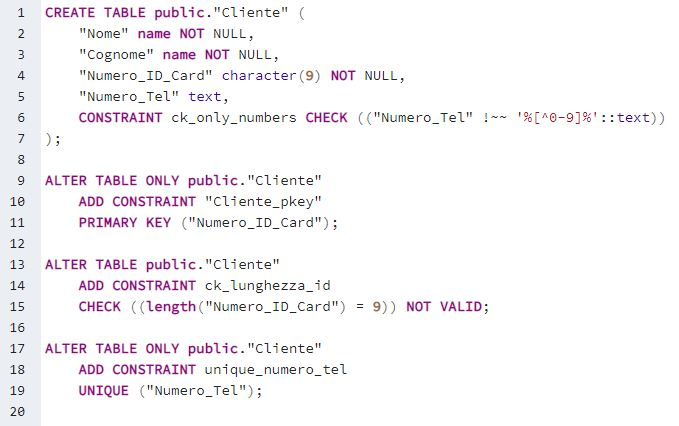 1 CREATE TABLE public."Cliente" (
2     "Nome" name NOT NULL,
3     "Cognome" name NOT NULL,
4     "Numero_ID_Card" character(9) NOT NULL,
5     "Numero_Tel" text,
6     CONSTRAINT ck_only_numbers CHECK (("Numero_Tel" !~~ '%[^0-9]%'::text))
7 );
8
9 ALTER TABLE ONLY public."Cliente"
10     ADD CONSTRAINT "Cliente_pkey"
11     PRIMARY KEY ("Numero_ID_Card");
12
13 ALTER TABLE public."Cliente"
14     ADD CONSTRAINT ck_lunghezza_id
15     CHECK ((length("Numero_ID_Card") = 9)) NOT VALID;
16
17 ALTER TABLE ONLY public."Cliente"
18     ADD CONSTRAINT unique_numero_tel
19     UNIQUE ("Numero_Tel");
20